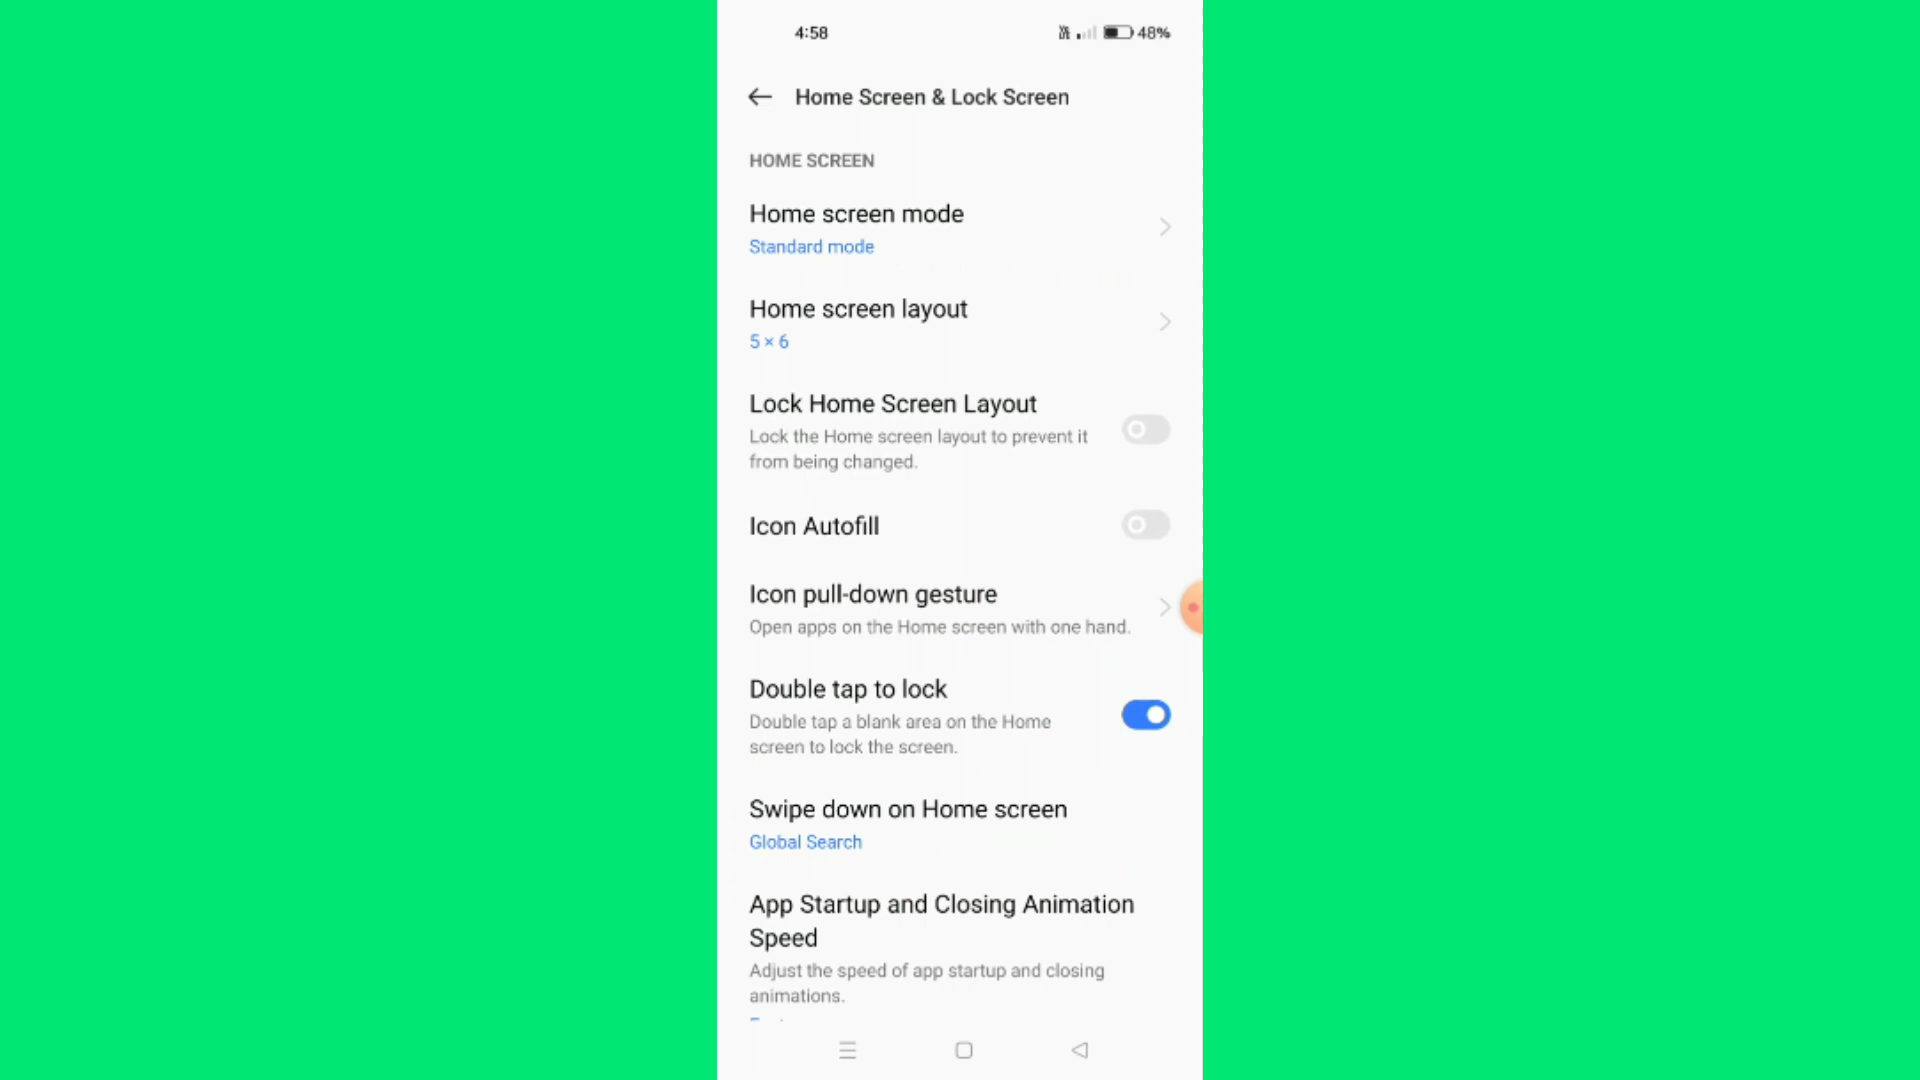 4:58
48%
Home Screen & Lock Screen
HOME SCREEN
Home screen mode
Standard mode
Home screen layout
5 × 6
Lock Home Screen Layout
Lock the Home screen layout to prevent it
from being changed.
Icon Autofill
Icon pull-down gesture
Open apps on the Home screen with one hand.
Double tap to lock
Double tap a blank area on the Home
screen to lock the screen.
Swipe down on Home screen
Global Search
App Startup and Closing Animation
Speed
Adjust the speed of app startup and closing
animations.